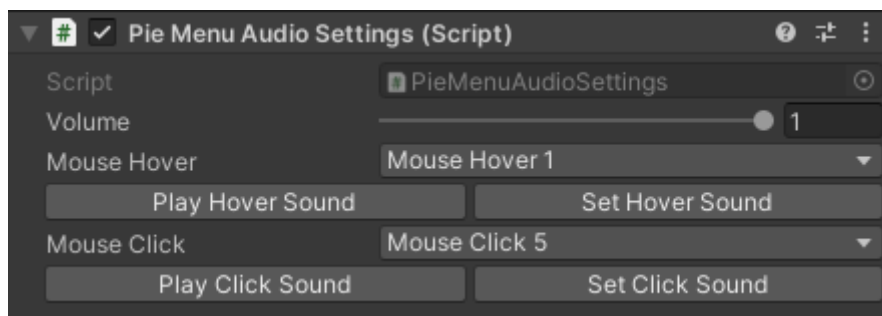 Pie Menu Audio Settings (Script)
Script PieMenuAudioSettings
Volume 1
Mouse Hover Mouse Hover 1
Play Hover Sound Set Hover Sound
Mouse Click Mouse Click 5
Play Click Sound Set Click Sound